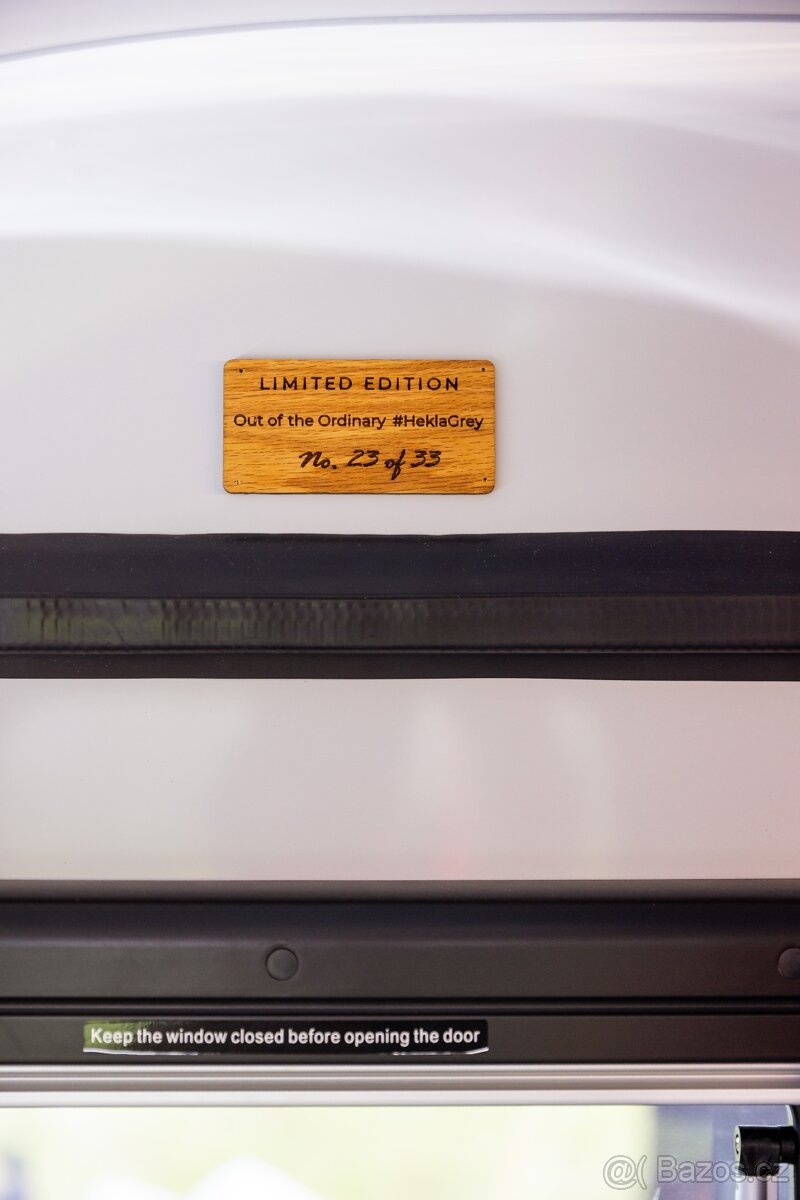 LIMITED EDITION
Out of the Ordinary #HeklaGrey
No. 23 of 33
Keep the window closed before opening the door
@( Bazos.cz